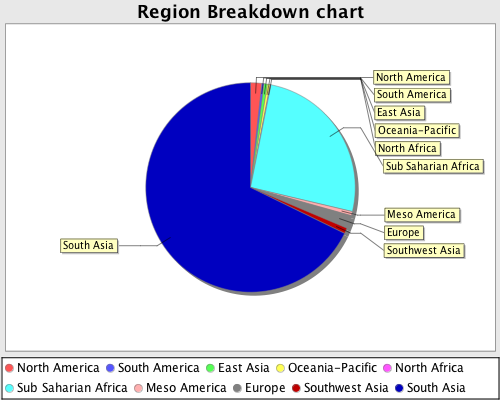 Region Breakdown chart
North America
South America
East Asia
Oceania-Pacific
North Africa
Sub Saharian Africa
Meso America
Europe
Southwest Asia
South Asia
North America South America East Asia Oceania-Pacific North Africa
Sub Saharian Africa Meso America Europe Southwest Asia South Asia